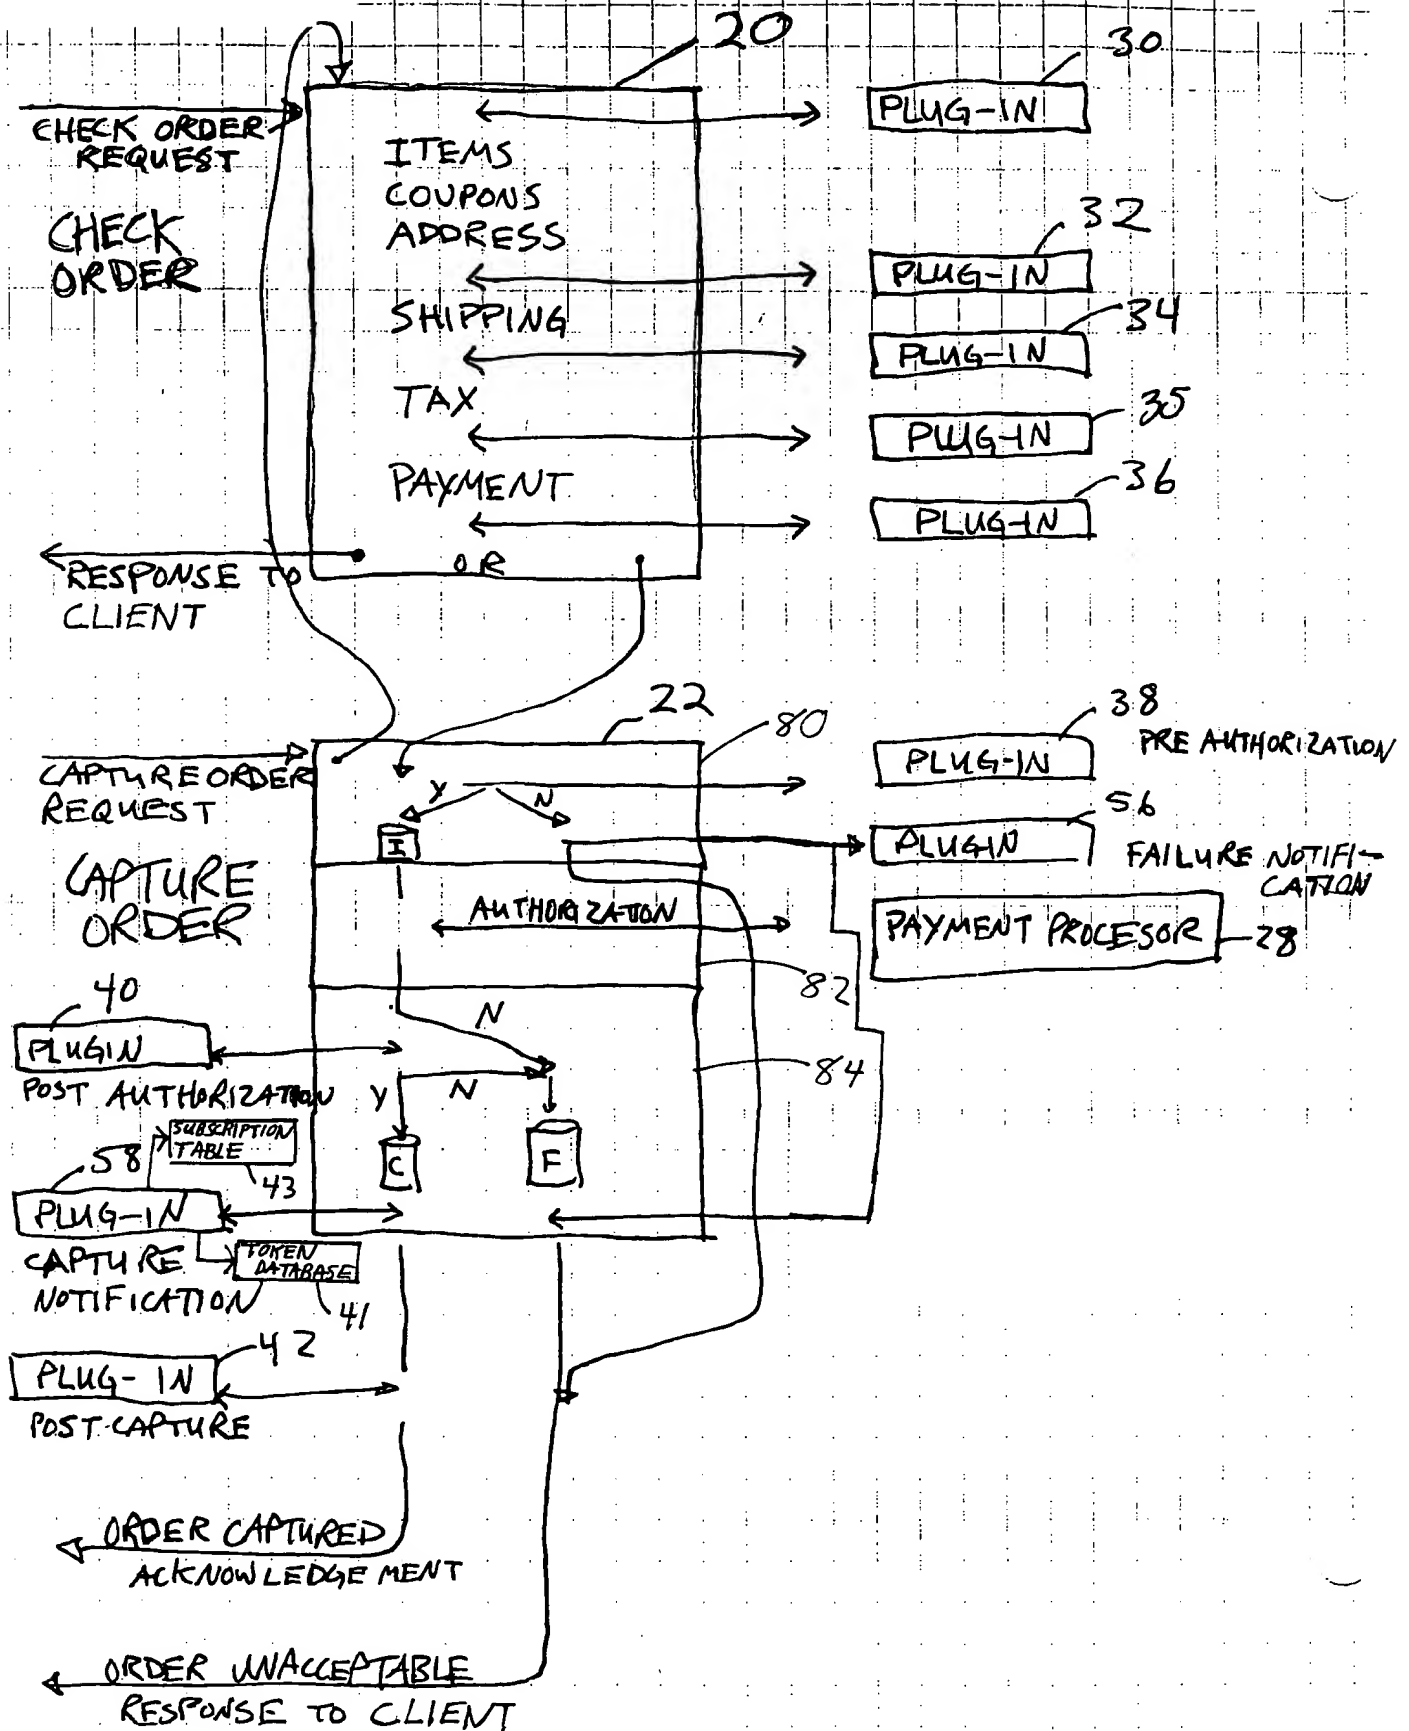 20
30
CHECK ORDER
REQUEST
PLUG-IN
ITEMS
COUPONS
ADDRESS
CHECK
ORDER
32
PLUG-IN
SHIPPING
34
PLUG-IN
TAX
35
PLUG-IN
PAYMENT
36
PLUG-IN
OR
RESPONSE TO
CLIENT
22
80
38
PRE AUTHORIZATION
PLUG-IN
CAPTURE ORDER
REQUEST
Y
N
I
56
PLUGIN
FAILURE NOTIFI-
CATION
CAPTURE
ORDER
AUTHORIZATION
PAYMENT PROCESOR
28
82
40
PLUGIN
POST AUTHORIZATION
N
84
Y
N
SUBSCRIPTION
TABLE
43
58
C
F
PLUG-IN
CAPTURE
NOTIFICATION
TOKEN
DATABASE
41
42
PLUG-IN
POST-CAPTURE
ORDER CAPTURED
ACKNOWLEDGEMENT
ORDER UNACCEPTABLE
RESPONSE TO CLIENT